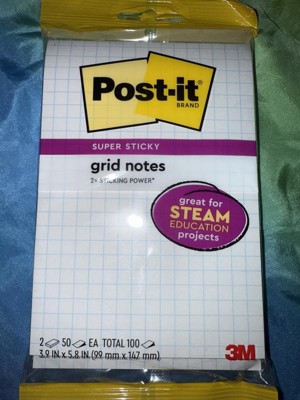 Post-it®
BRAND
SUPER STICKY
grid notes
2x STICKING POWER*
great for
STEAM
EDUCATION
projects
2 50 EA TOTAL 100
3.9 IN. x 5.8 IN. (99 mm x 147 mm)
3M